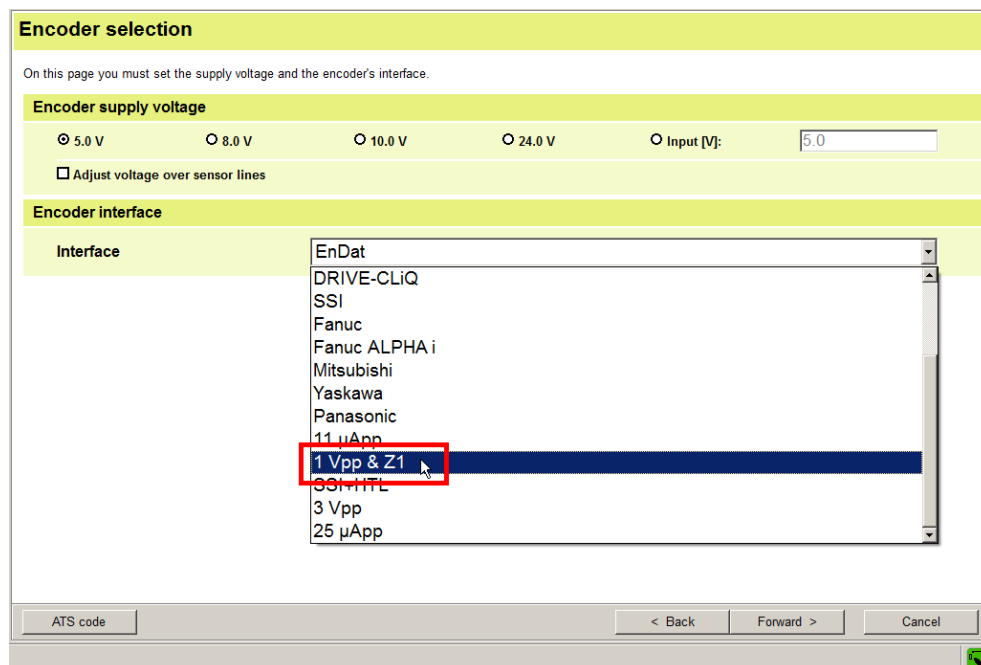 Encoder selection
On this page you must set the supply voltage and the encoder's interface.
Encoder supply voltage
5.0 V 8.0 V 10.0 V 24.0 V Input [V]: 5.0
Adjust voltage over sensor lines
Encoder interface
Interface EnDat
DRIVE-CLiQ
SSI
Fanuc
Fanuc ALPHA i
Mitsubishi
Yaskawa
Panasonic
11 µApp
1 Vpp & Z1
SSI+HTL
3 Vpp
25 µApp
ATS code < Back Forward > Cancel